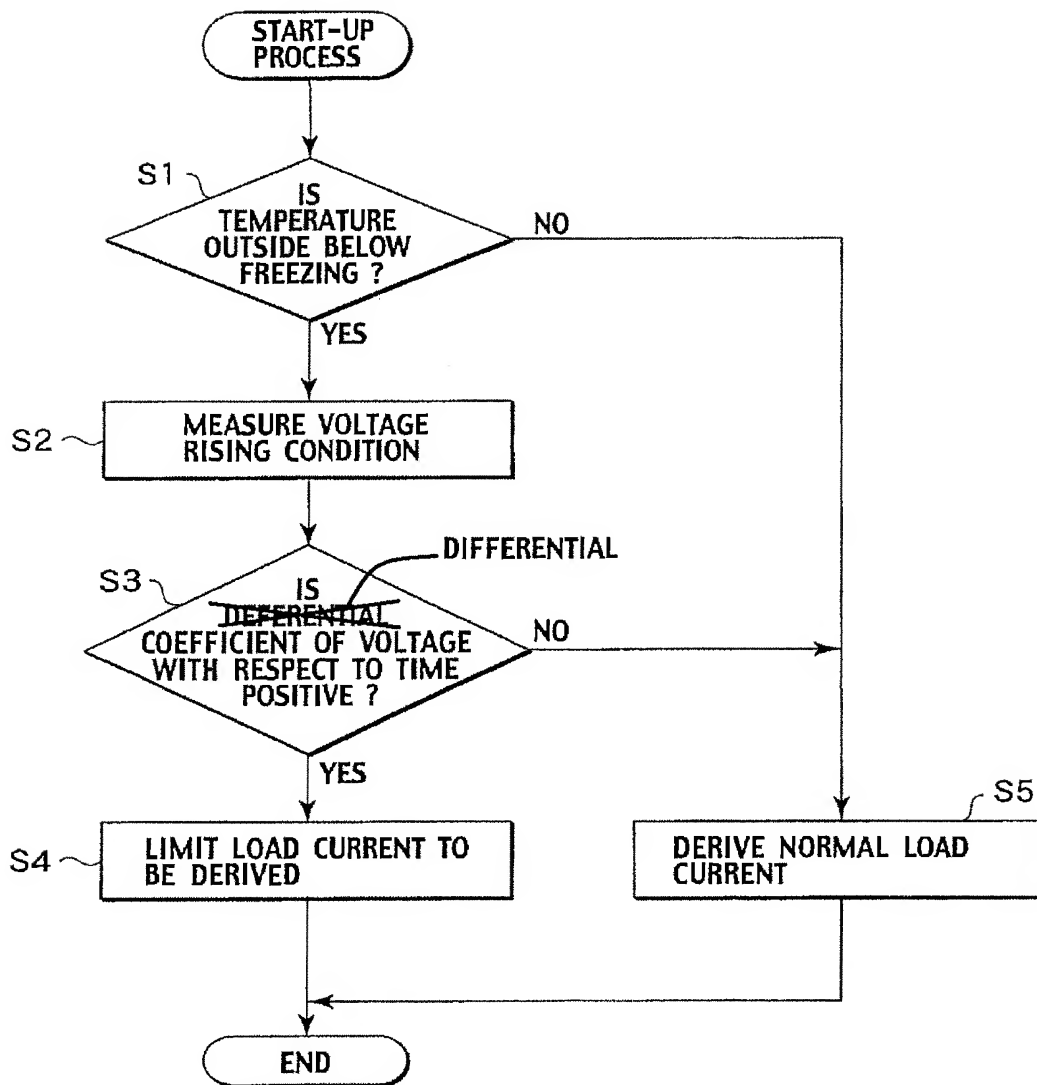 START-UP
PROCESS
S1
IS
TEMPERATURE
OUTSIDE BELOW
FREEZING ?
NO
YES
S2
MEASURE VOLTAGE
RISING CONDITION
DIFFERENTIAL
S3
IS
DEFERENTIAL
COEFFICIENT OF VOLTAGE
WITH RESPECT TO TIME
POSITIVE ?
NO
YES
S4
LIMIT LOAD CURRENT TO
BE DERIVED
S5
DERIVE NORMAL LOAD
CURRENT
END